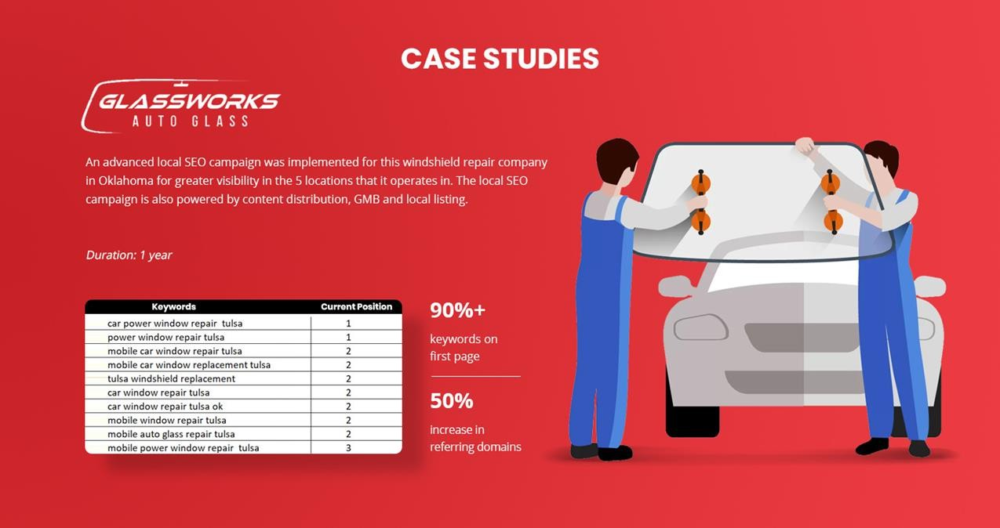 CASE STUDIES
GLASSWORKS
AUTO GLASS
An advanced local SEO campaign was implemented for this windshield repair company
in Oklahoma for greater visibility in the 5 locations that it operates in. The local SEO
campaign is also powered by content distribution, GMB and local listing.
Duration: 1 year
Keywords Current Position
car power window repair tulsa 1
power window repair tulsa 1
mobile car window repair tulsa 2
mobile car window replacement tulsa 2
tulsa windshield replacement 2
car window repair tulsa 2
car window repair tulsa ok 2
mobile window repair tulsa 2
mobile auto glass repair tulsa 2
mobile power window repair tulsa 3
90%+
keywords on
first page
50%
increase in
referring domains